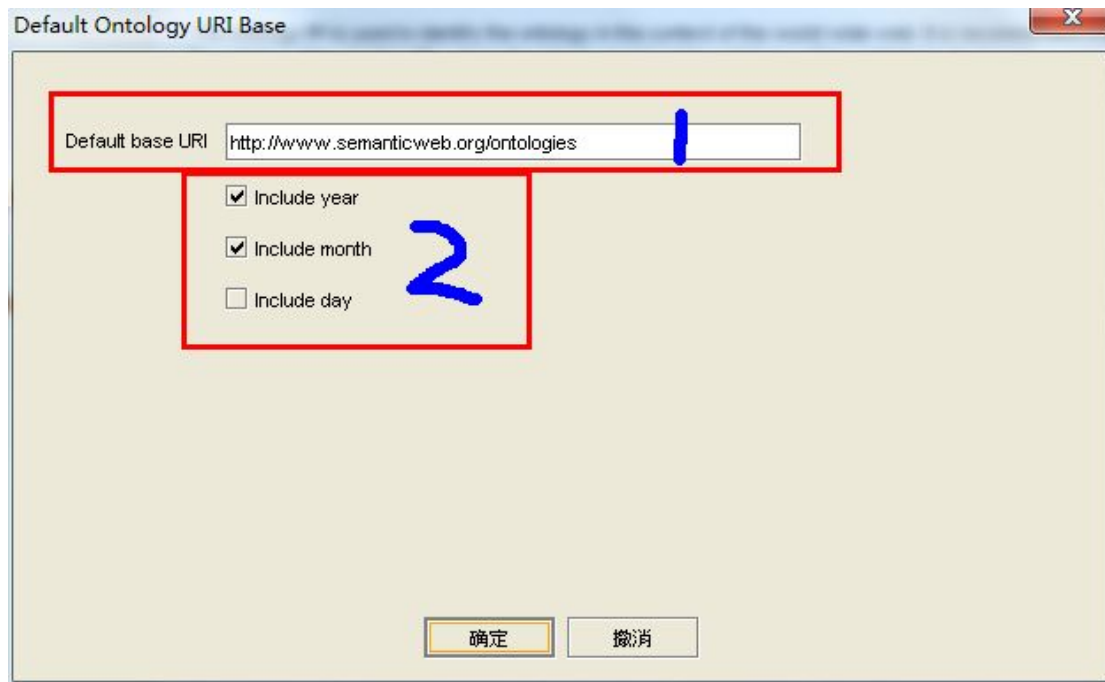 Default Ontology URI Base
Default base URI http://www.semanticweb.org/ontologies 1
Include year
Include month
2
Include day
确定 撤消